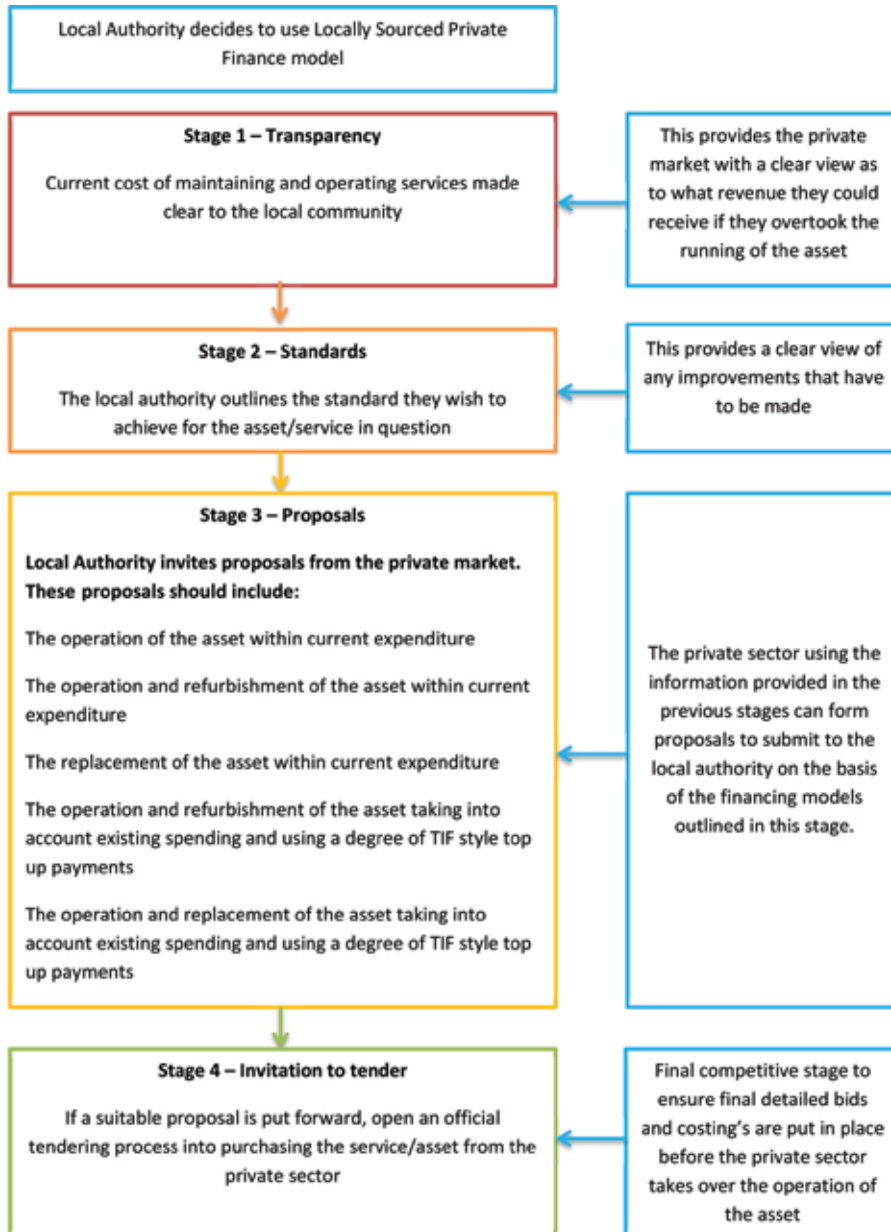 Local Authority decides to use Locally Sourced Private
Finance model
Stage 1 – Transparency
Current cost of maintaining and operating services made
clear to the local community
This provides the private
market with a clear view as
to what revenue they could
receive if they overtook the
running of the asset
Stage 2 – Standards
The local authority outlines the standard they wish to
achieve for the asset/service in question
This provides a clear view of
any improvements that have
to be made
Stage 3 – Proposals
Local Authority invites proposals from the private market.
These proposals should include:
The operation of the asset within current expenditure
The operation and refurbishment of the asset within current
expenditure
The replacement of the asset within current expenditure
The operation and refurbishment of the asset taking into
account existing spending and using a degree of TIF style top
up payments
The operation and replacement of the asset taking into
account existing spending and using a degree of TIF style top
up payments
The private sector using the
information provided in the
previous stages can form
proposals to submit to the
local authority on the basis
of the financing models
outlined in this stage.
Stage 4 – Invitation to tender
If a suitable proposal is put forward, open an official
tendering process into purchasing the service/asset from the
private sector
Final competitive stage to
ensure final detailed bids
and costing's are put in place
before the private sector
takes over the operation of
the asset